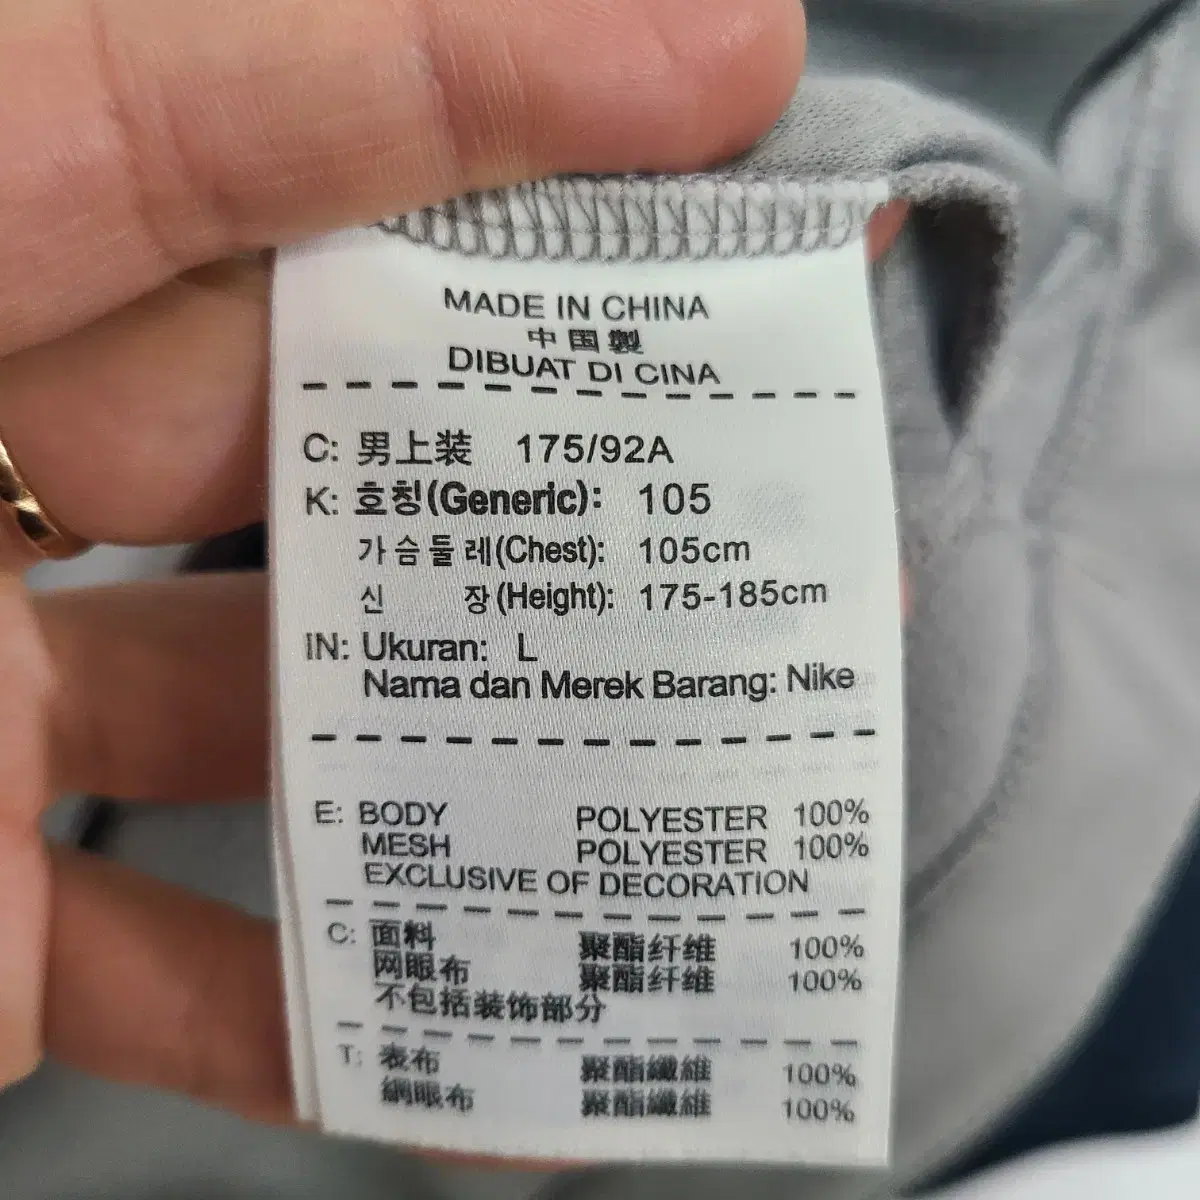 MADE IN CHINA
中国製
DIBUAT DI CINA
C: 男上装 175/92A
K: 호칭(Generic): 105
가슴둘레(Chest): 105cm
신 장(Height): 175-185cm
IN: Ukuran: L
Nama dan Merek Barang: Nike
E: BODY POLYESTER 100%
MESH POLYESTER 100%
EXCLUSIVE OF DECORATION
C: 面料 聚酯纤维 100%
网眼布 聚酯纤维 100%
不包括装饰部分
T: 表布 聚酯纖維 100%
網眼布 聚酯纖維 100%